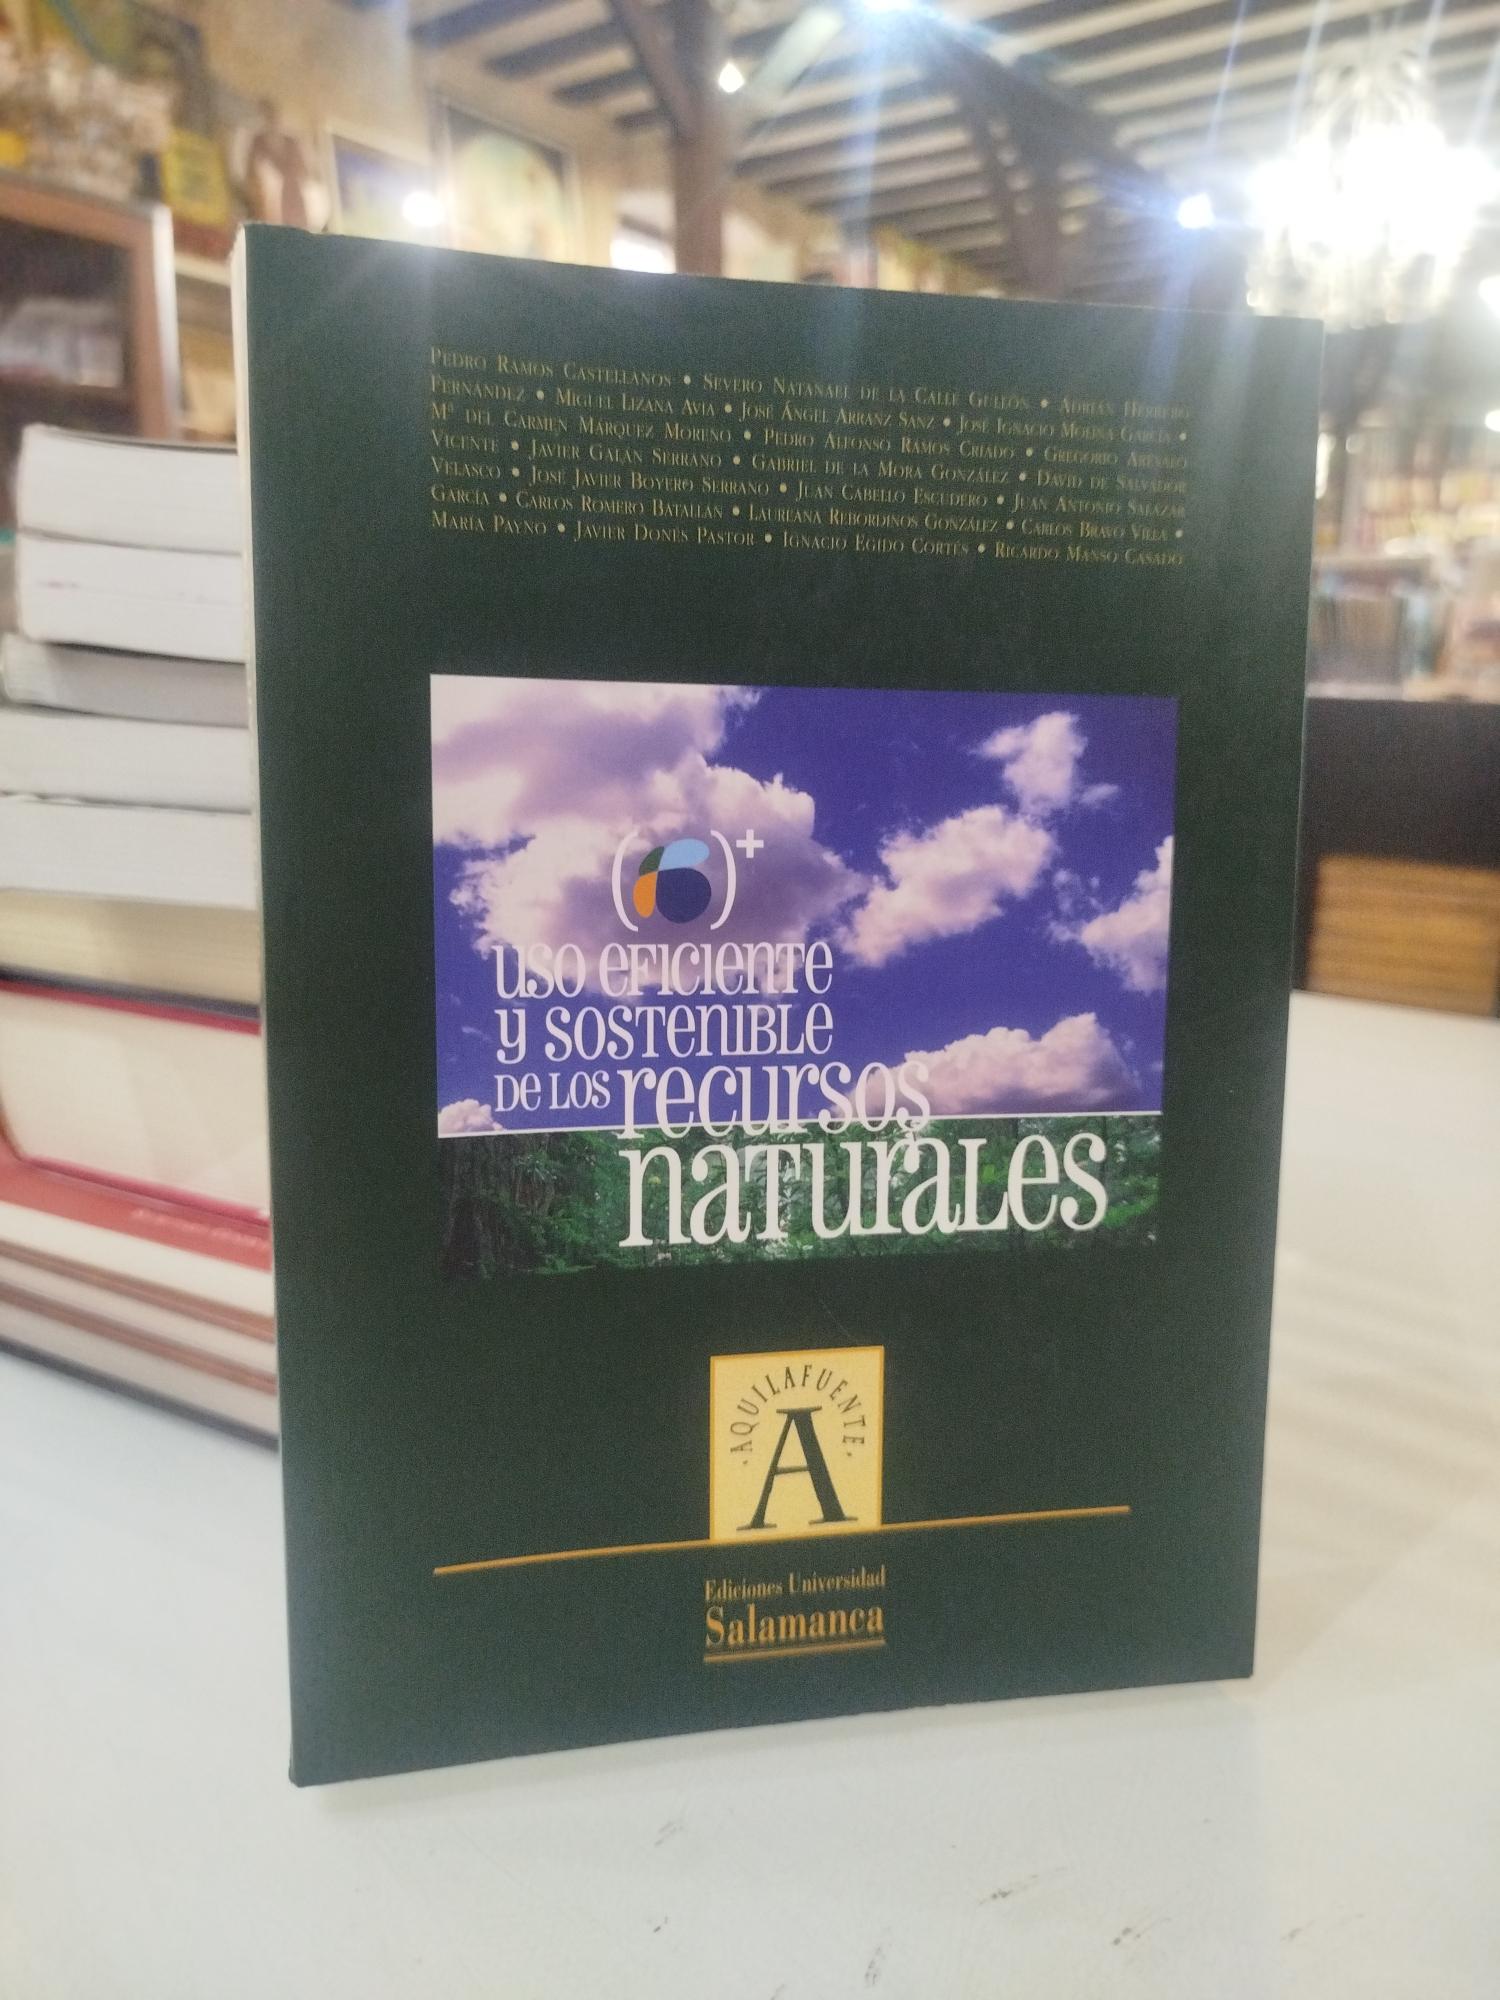 Pedro Ramos Castellanos • Severo Natanael de la Calle Gullón • Adrián Herrero
Fernández • Miguel Lizana Avia • José Ángel Arranz Sanz • José Ignacio Molina García •
Mª del Carmen Márquez Moreno • Pedro Alfonso Ramos Criado • Gregorio Arévalo
Vicente • Javier Galán Serrano • Gabriel de la Mora González • David de Salvador
Velasco • José Javier Boyero Serrano • Juan Cabello Escudero • Juan Antonio Salazar
García • Carlos Romero Batallán • Laureana Rebordinos González • Carlos Bravo Villa •
María Payno • Javier Donés Pastor • Ignacio Egido Cortés • Ricardo Manso Casado
uso eficiente
y sostenible
de los recursos
naturales
· AQUILAFUENTE ·
A
Ediciones Universidad
Salamanca